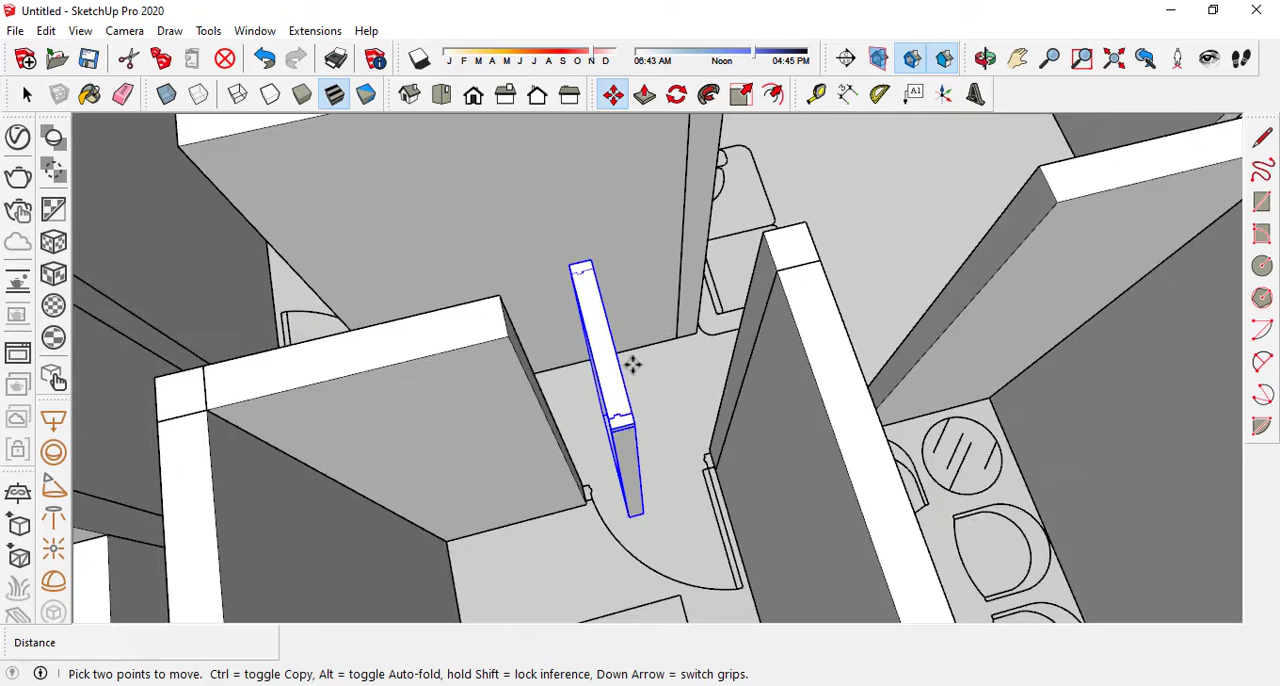 Untitled - SketchUp Pro 2020
File Edit View Camera Draw Tools Window Extensions Help
J F M A M J J A S O N D 06:43 AM Noon 04:45 PM
A1
Distance
Pick two points to move. Ctrl = toggle Copy, Alt = toggle Auto-fold, hold Shift = lock inference, Down Arrow = switch grips.